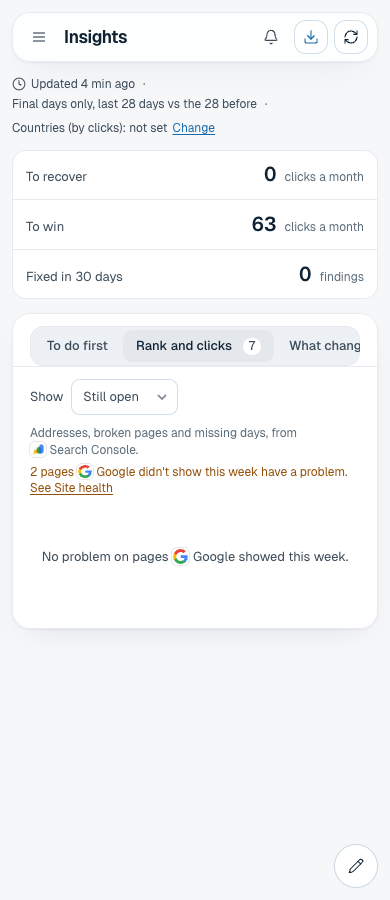 Insights
Updated 4 min ago ·
Final days only, last 28 days vs the 28 before ·
Countries (by clicks): not set Change
To recover 0 clicks a month
To win 63 clicks a month
Fixed in 30 days 0 findings
To do first Rank and clicks 7 What chang
Show Still open
Addresses, broken pages and missing days, from
Search Console.
2 pages Google didn't show this week have a problem.
See Site health
No problem on pages Google showed this week.